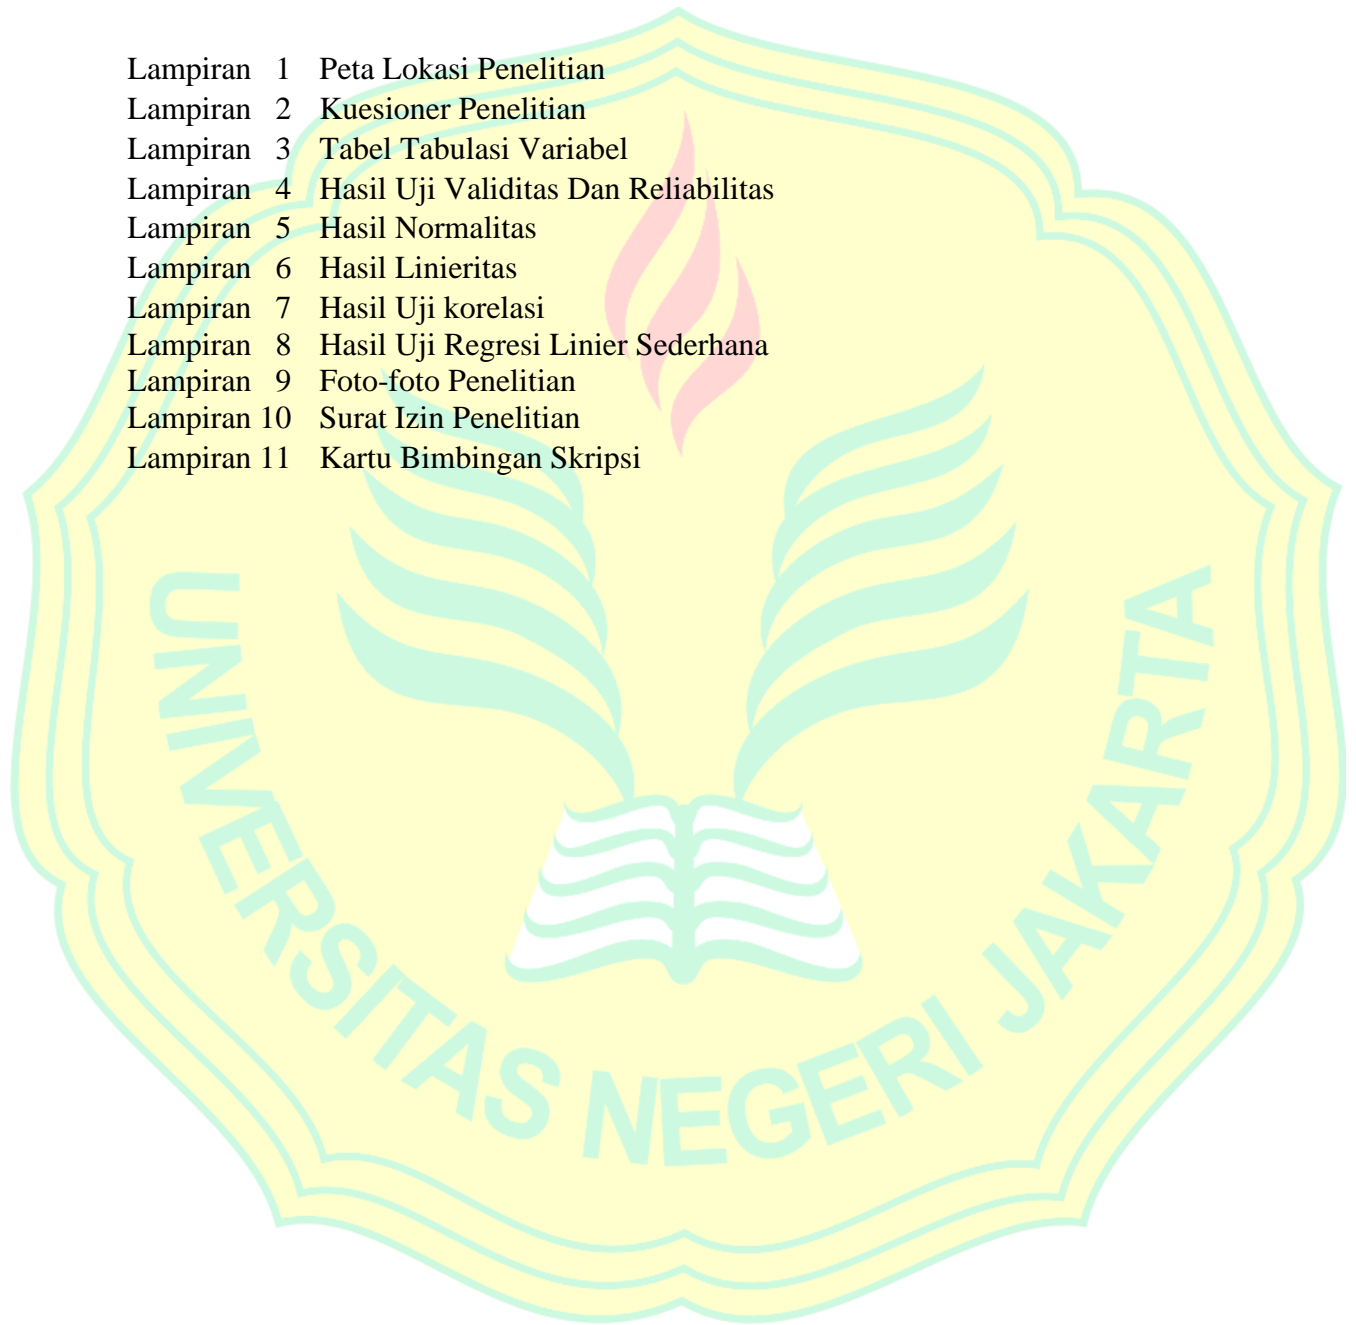 Lampiran 1 Peta Lokasi Penelitian
Lampiran 2 Kuesioner Penelitian
Lampiran 3 Tabel Tabulasi Variabel
Lampiran 4 Hasil Uji Validitas Dan Reliabilitas
Lampiran 5 Hasil Normalitas
Lampiran 6 Hasil Linieritas
Lampiran 7 Hasil Uji korelasi
Lampiran 8 Hasil Uji Regresi Linier Sederhana
Lampiran 9 Foto-foto Penelitian
Lampiran 10 Surat Izin Penelitian
Lampiran 11 Kartu Bimbingan Skripsi
UNIVERSITAS NEGERI JAKARTA